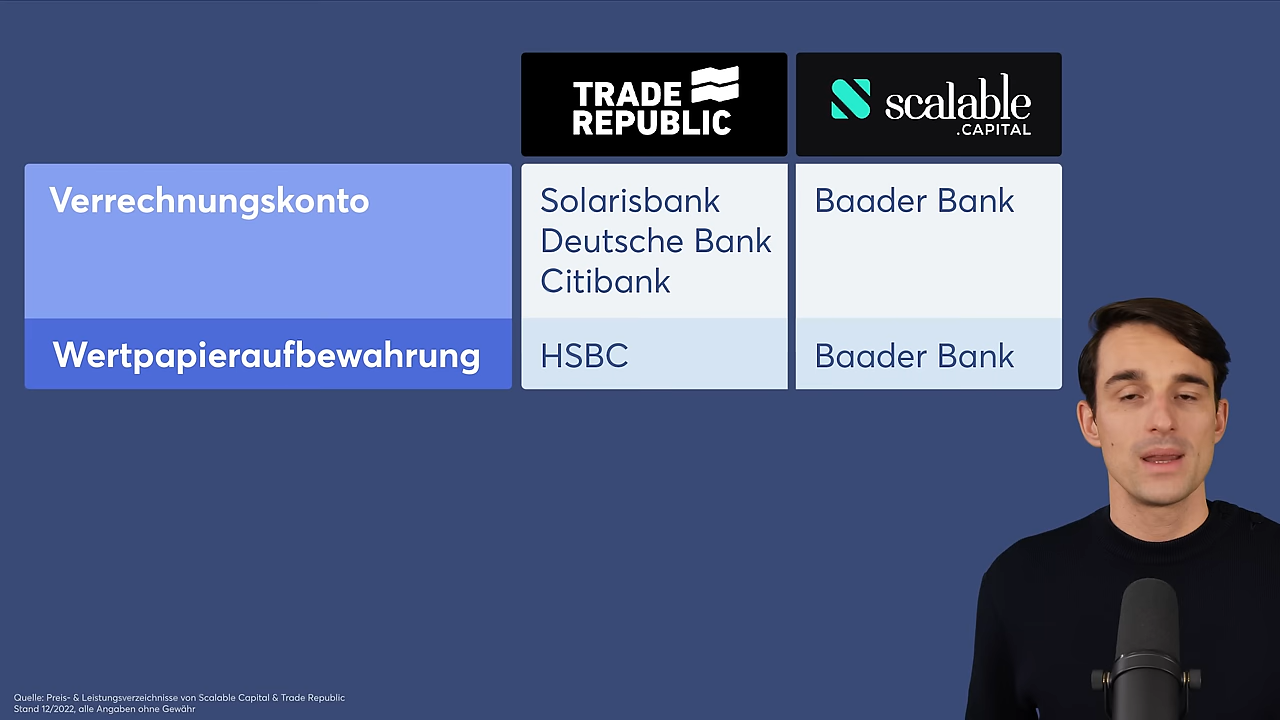 TRADE
REPUBLIC
scalable
.CAPITAL
Verrechnungskonto
Solarisbank
Deutsche Bank
Citibank
Baader Bank
Wertpapieraufbewahrung
HSBC
Baader Bank
Quelle: Preis- & Leistungsverzeichnisse von Scalable Capital & Trade Republic
Stand 12/2022, alle Angaben ohne Gewähr